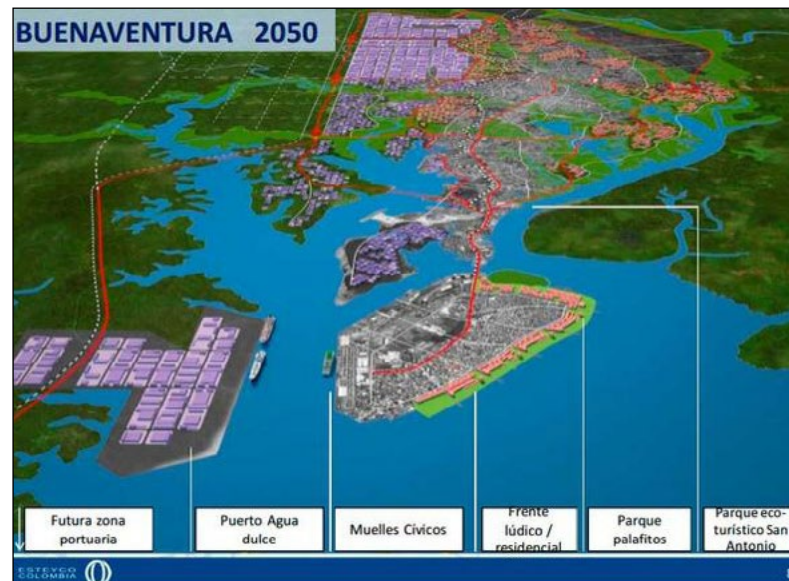 BUENAVENTURA 2050
Futura zona
portuaria
Puerto Agua
dulce
Muelles Cívicos
Frente
lúdico /
residencial
Parque
palafitos
Parque eco-
turístico San
Antonio
ESTEYCO
COLOMBIA